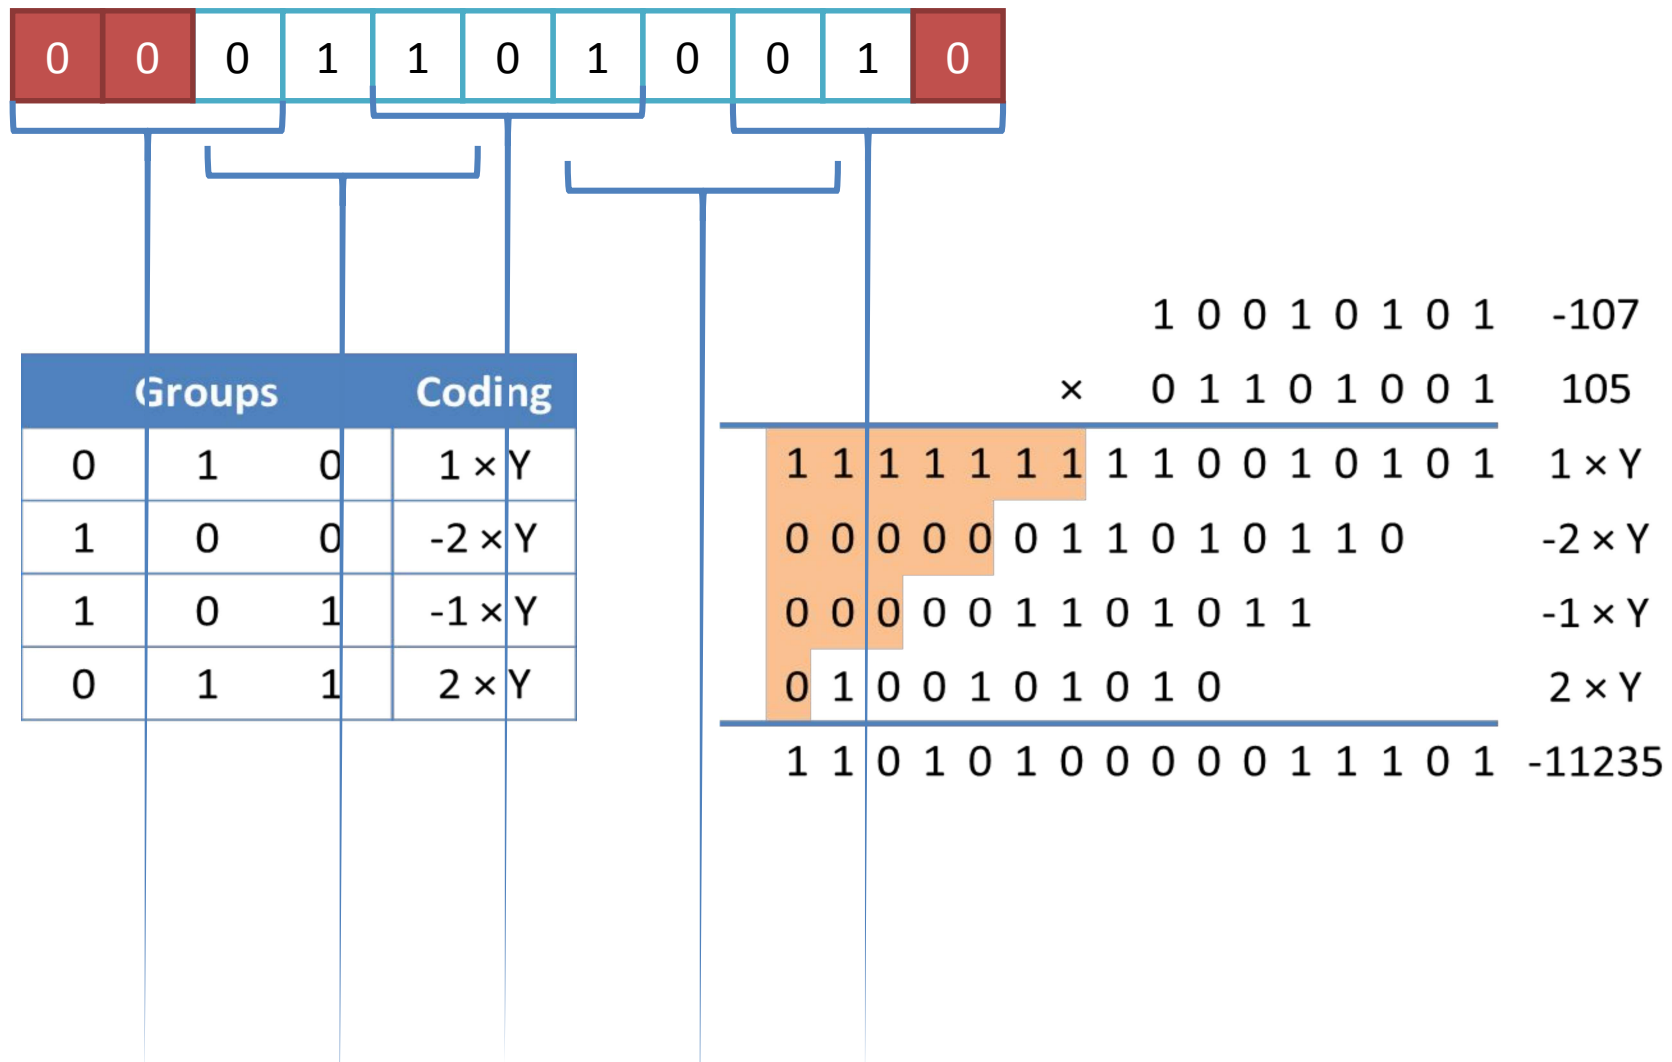 0 0 0 1 1 0 1 0 0 1 0
1 0 0 1 0 1 0 1 -107
× 0 1 1 0 1 0 0 1 105
Groups Coding
0 1 0 1 × Y
1 0 0 -2 × Y
1 0 1 -1 × Y
0 1 1 2 × Y
1 1 1 1 1 1 1 1 1 0 0 1 0 1 0 1 1 × Y
0 0 0 0 0 0 1 1 0 1 0 1 1 0 -2 × Y
0 0 0 0 0 1 1 0 1 0 1 1 -1 × Y
0 1 0 0 1 0 1 0 1 0 2 × Y
1 1 0 1 0 1 0 0 0 0 0 1 1 1 0 1 -11235